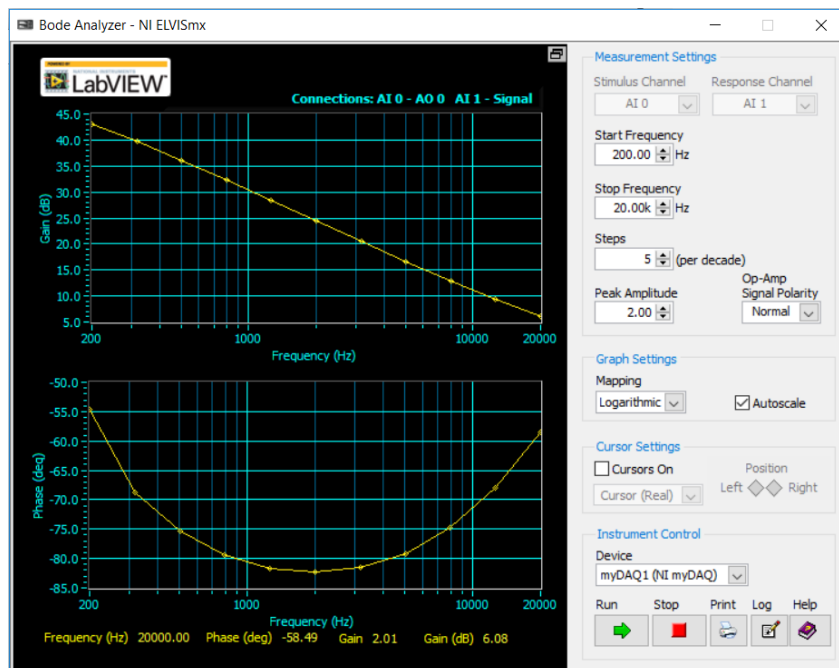 Bode Analyzer - NI ELVISmx
POWERED BY
NATIONAL INSTRUMENTS
LabVIEW™
Connections: AI 0 - AO 0 AI 1 - Signal
45.0
40.0
35.0
30.0
25.0
20.0
15.0
10.0
5.0
Gain (dB)
200 1000 10000 20000
Frequency (Hz)
-50.0
-55.0
-60.0
-65.0
-70.0
-75.0
-80.0
-85.0
Phase (deg)
200 1000 10000 20000
Frequency (Hz)
Frequency (Hz) 20000.00 Phase (deg) -58.49 Gain 2.01 Gain (dB) 6.08
Measurement Settings
Stimulus Channel Response Channel
AI 0 AI 1
Start Frequency
200.00 Hz
Stop Frequency
20.00k Hz
Steps
5 (per decade)
Op-Amp
Peak Amplitude Signal Polarity
2.00 Normal
Graph Settings
Mapping
Logarithmic Autoscale
Cursor Settings
Cursors On Position
Cursor (Real) Left Right
Instrument Control
Device
myDAQ1 (NI myDAQ)
Run Stop Print Log Help